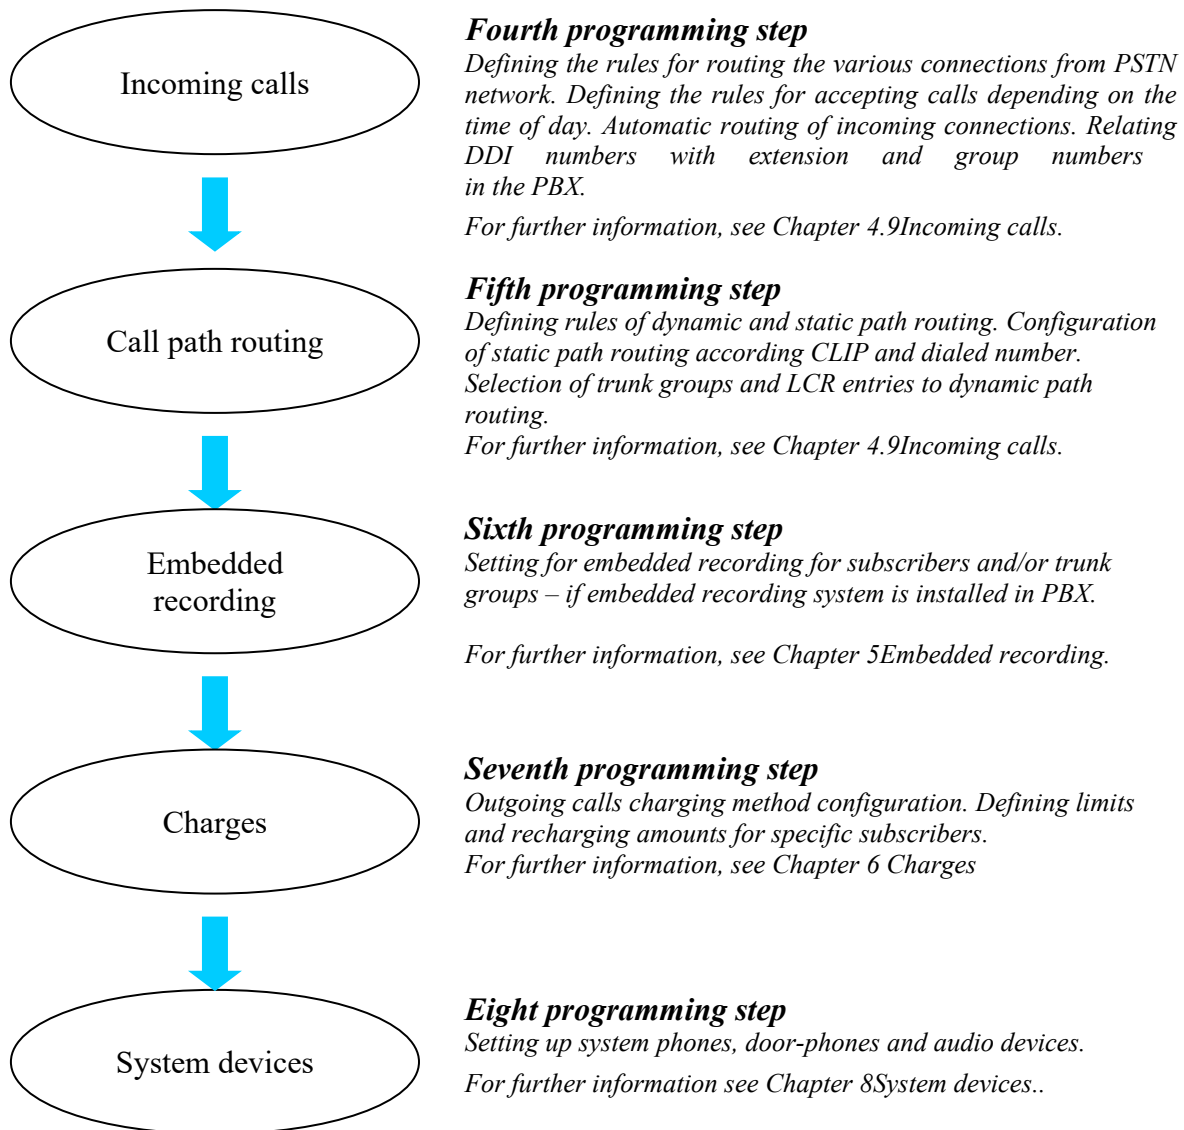 Incoming calls
Fourth programming step
Defining the rules for routing the various connections from PSTN
network. Defining the rules for accepting calls depending on the
time of day. Automatic routing of incoming connections. Relating
DDI numbers with extension and group numbers
in the PBX.
For further information, see Chapter 4.9Incoming calls.
Call path routing
Fifth programming step
Defining rules of dynamic and static path routing. Configuration
of static path routing according CLIP and dialed number.
Selection of trunk groups and LCR entries to dynamic path
routing.
For further information, see Chapter 4.9Incoming calls.
Embedded
recording
Sixth programming step
Setting for embedded recording for subscribers and/or trunk
groups – if embedded recording system is installed in PBX.
For further information, see Chapter 5Embedded recording.
Charges
Seventh programming step
Outgoing calls charging method configuration. Defining limits
and recharging amounts for specific subscribers.
For further information, see Chapter 6 Charges
System devices
Eight programming step
Setting up system phones, door-phones and audio devices.
For further information see Chapter 8System devices..